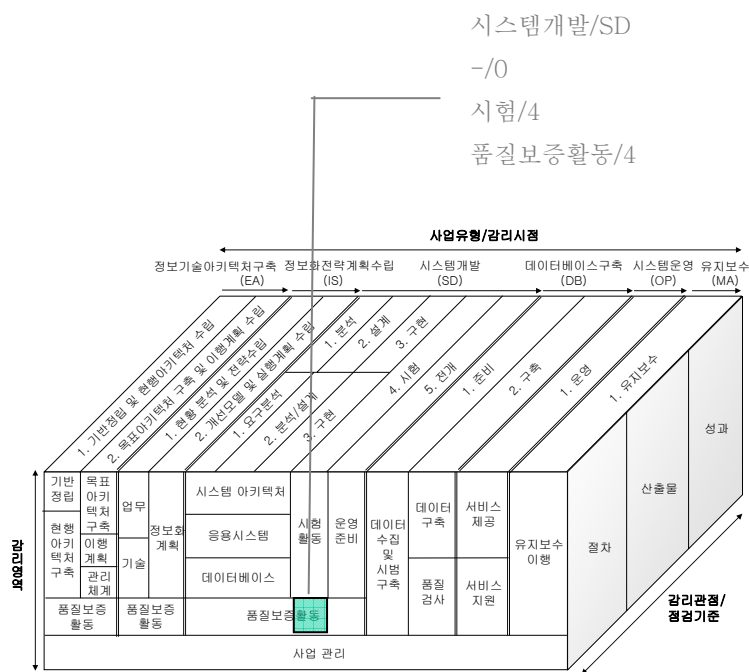 시스템개발/SD
-/0
시험/4
품질보증활동/4
사업유형/감리시점
정보기술아키텍처구축
(EA)
정보화전략계획수립
(IS)
시스템개발
(SD)
데이터베이스구축
(DB)
시스템운영
(OP)
유지보수
(MA)
1. 기반정립 및 현행아키텍처 수립
2. 목표아키텍처 구축 및 이행계획 수립
1. 현황 분석 및 전략수립
2. 개선모델 및 실행계획 수립
1. 분석
2. 설계
3. 구현
1. 요구분석
2. 분석/설계
3. 구현
4. 시험
5. 전개
1. 준비
2. 구축
1. 운영
1. 유지보수
감리영역
기반
정립
현행
아키
텍처
구축
목표
아키
텍처
구축
이행
계획
관리
체계
품질보증
활동
업무
기술
정보화
계획
품질보증
활동
시스템 아키텍처
응용시스템
데이터베이스
시험
활동
운영
준비
품질보증활동
데이터
수집
및
시범
구축
데이터
구축
품질
검사
서비스
제공
서비스
지원
유지보수
이행
사업 관리
절차
산출물
성과
감리관점/
점검기준